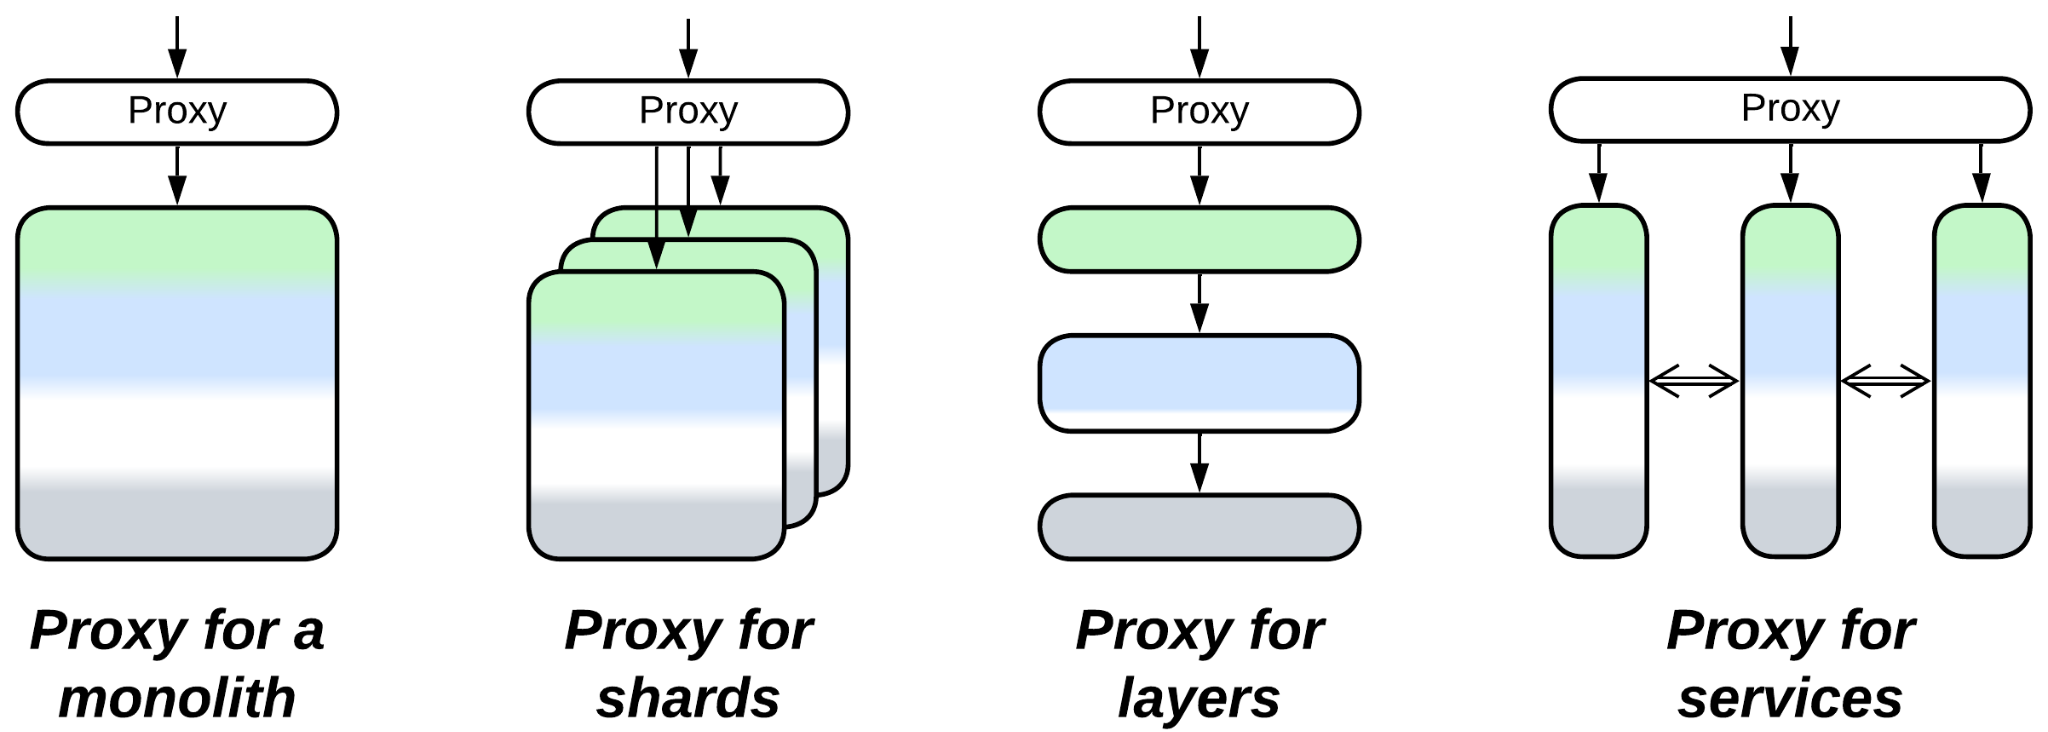 Proxy
Proxy
Proxy
Proxy
Proxy for a
monolith
Proxy for
shards
Proxy for
layers
Proxy for
services